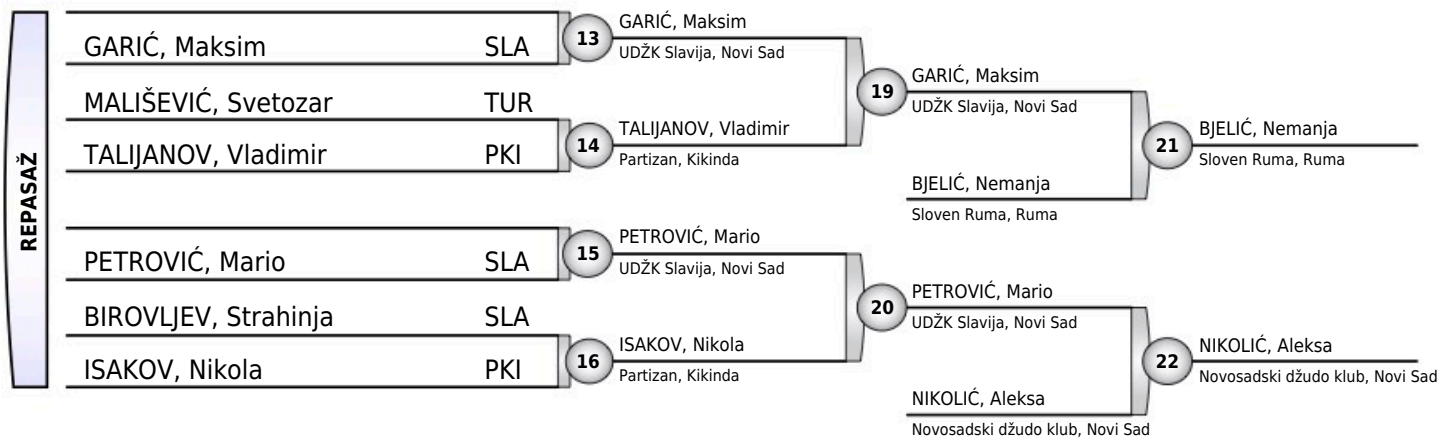 REPASAŽ
GARIĆ, Maksim SLA
MALIŠEVIĆ, Svetozar TUR
TALIJANOV, Vladimir PKI
PETROVIĆ, Mario SLA
BIROVLJEV, Strahinja SLA
ISAKOV, Nikola PKI
13
GARIĆ, Maksim
UDŽK Slavija, Novi Sad
14
TALIJANOV, Vladimir
Partizan, Kikinda
15
PETROVIĆ, Mario
UDŽK Slavija, Novi Sad
16
ISAKOV, Nikola
Partizan, Kikinda
19
GARIĆ, Maksim
UDŽK Slavija, Novi Sad
BJELIĆ, Nemanja
Sloven Ruma, Ruma
20
PETROVIĆ, Mario
UDŽK Slavija, Novi Sad
NIKOLIĆ, Aleksa
Novosadski džudo klub, Novi Sad
21
BJELIĆ, Nemanja
Sloven Ruma, Ruma
22
NIKOLIĆ, Aleksa
Novosadski džudo klub, Novi Sad